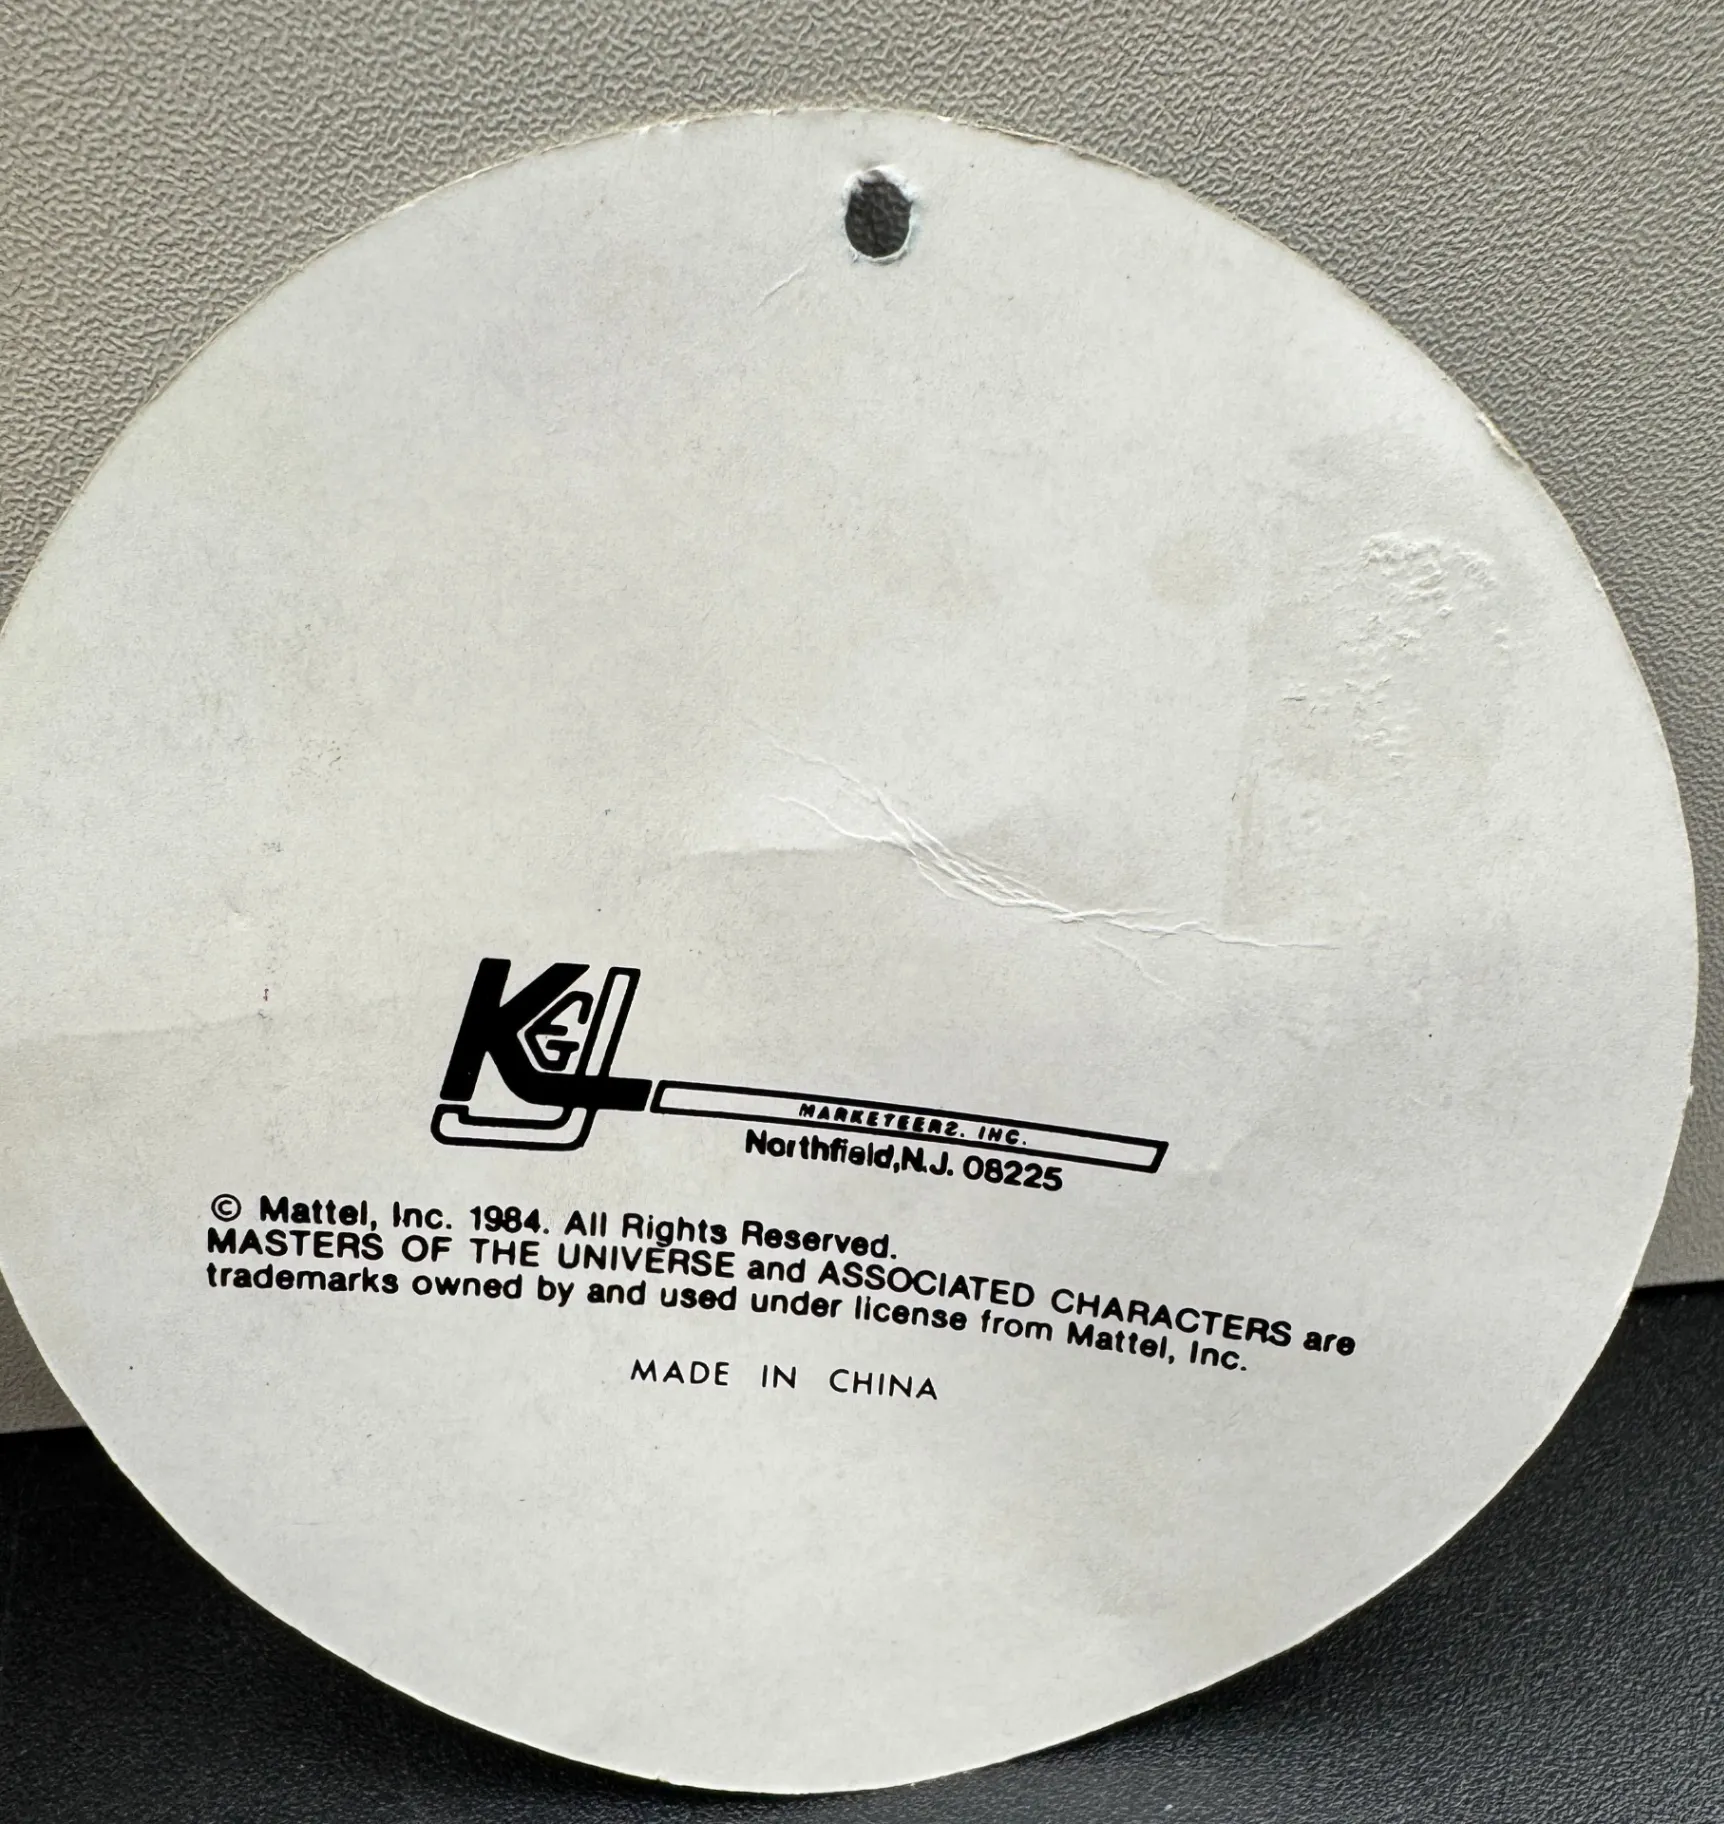 MARKETEERS. INC.
Northfield,N.J. 08225
© Mattel, Inc. 1984. All Rights Reserved.
MASTERS OF THE UNIVERSE and ASSOCIATED CHARACTERS are
trademarks owned by and used under license from Mattel, Inc.
MADE IN CHINA